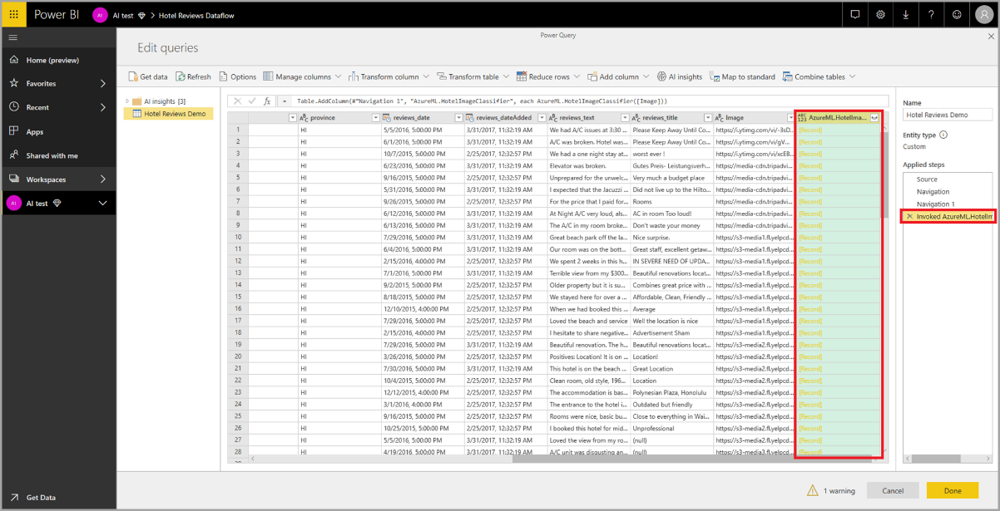 Power BI At AI test > Hotel Reviews Dataflow
Power Query
Edit queries
Home (preview)
Favorites
Recent
Apps
Shared with me
Workspaces
At AI test
Get Data
Get data Refresh Options Manage columns Transform column Transform table Reduce rows Add column AI insights Map to standard Combine tables
AI insights [3]
Hotel Reviews Demo
fx = Table.AddColumn(#"Navigation 1", "AzureML.HotelImageClassifier", each AzureML.HotelImageClassifier([Image]))
province reviews_date reviews_dateAdded reviews_text reviews_title Image AzureML.HotelIma...
1 HI 5/5/2016, 5:00:00 PM 3/31/2017, 11:32:19 AM We had A/C issues at 3:30 ... Please Keep Away Until Co... https://i.ytimg.com/vi/-3sD... [Record]
2 HI 6/1/2016, 5:00:00 PM 3/31/2017, 11:32:19 AM A/C was broken. Hotel was... Please Keep Away Until Co... https://i.ytimg.com/vi/gV... [Record]
3 HI 10/7/2015, 5:00:00 PM 2/25/2017, 12:32:57 PM We had a one night stay at... worst ever ! https://i.ytimg.com/vi/xcE8... [Record]
4 HI 6/23/2016, 5:00:00 PM 3/31/2017, 11:32:19 AM Elevator was broken. Gutes Preis- Leistungsverh... https://media-cdn.tripadvi... [Record]
5 HI 9/16/2015, 5:00:00 PM 2/25/2017, 12:32:57 PM Unprepared for the unwelc... Very much a budget place https://media-cdn.tripadvi... [Record]
6 HI 5/31/2016, 5:00:00 PM 3/31/2017, 11:32:19 AM I expected that the Jacuzzi ... Did not live up to the Hilto... https://media-cdn.tripadvi... [Record]
7 HI 9/26/2015, 5:00:00 PM 2/25/2017, 12:32:57 PM For the price that I paid for... Rooms https://media-cdn.tripadvi... [Record]
8 HI 6/12/2016, 5:00:00 PM 3/31/2017, 11:32:19 AM At Night A/C very loud, als... AC in room Too loud! https://media-cdn.tripadvi... [Record]
9 HI 6/13/2016, 5:00:00 PM 3/31/2017, 11:32:19 AM The A/C in my room broke... Don't waste your money https://media-cdn.tripadvi... [Record]
10 HI 7/29/2016, 5:00:00 PM 3/31/2017, 11:32:19 AM Great beach park off the la... Nice surprise. https://s3-media1.fl.yelpcd... [Record]
11 HI 6/4/2016, 5:00:00 PM 3/31/2017, 11:32:19 AM Our room was on the bott... Great staff, excellent getaw... https://s3-media1.fl.yelpcd... [Record]
12 HI 2/15/2016, 4:00:00 PM 2/25/2017, 12:32:57 PM We spent 2 weeks in this h... IN SEVERE NEED OF UPDA... https://s3-media1.fl.yelpcd... [Record]
13 HI 7/1/2016, 5:00:00 PM 3/31/2017, 11:32:19 AM Terrible view from my $300... Beautiful renovations locat... https://s3-media1.fl.yelpcd... [Record]
14 HI 9/2/2015, 5:00:00 PM 2/25/2017, 12:32:57 PM Older property but it is su... Combines great price with ... https://s3-media1.fl.yelpcd... [Record]
15 HI 8/18/2015, 5:00:00 PM 2/25/2017, 12:32:57 PM We stayed here for over a ... Affordable, Clean, Friendly ... https://s3-media1.fl.yelpcd... [Record]
16 HI 12/10/2015, 4:00:00 PM 2/25/2017, 12:32:57 PM When we had booked this ... Average https://s3-media1.fl.yelpcd... [Record]
17 HI 7/29/2016, 5:00:00 PM 3/31/2017, 11:32:19 AM Loved the beach and service Well the location is nice https://s3-media1.fl.yelpcd... [Record]
18 HI 2/15/2016, 4:00:00 PM 2/25/2017, 12:32:57 PM I hesitate to share negative... Advertisement Sham https://s3-media1.fl.yelpcd... [Record]
19 HI 7/29/2016, 5:00:00 PM 3/31/2017, 11:32:19 AM Beautiful renovation. The h... Beautiful renovations locat... https://s3-media2.fl.yelpcd... [Record]
20 HI 3/26/2016, 5:00:00 PM 2/25/2017, 12:32:57 PM Positives: Location! It is on ... Location! https://s3-media2.fl.yelpcd... [Record]
21 HI 7/30/2016, 5:00:00 PM 3/31/2017, 11:32:19 AM This hotel is on the beach ... Great Location https://s3-media2.fl.yelpcd... [Record]
22 HI 10/4/2015, 5:00:00 PM 2/25/2017, 12:32:57 PM Clean room, old style, 196... Location https://s3-media2.fl.yelpcd... [Record]
23 HI 12/12/2015, 4:00:00 PM 2/25/2017, 12:32:57 PM The accommodation is bas... Polynesian Plaza, Honolulu https://s3-media2.fl.yelpcd... [Record]
24 HI 3/1/2016, 4:00:00 PM 2/25/2017, 12:32:57 PM The entrance to the hotel i... Outdated but friendly https://s3-media2.fl.yelpcd... [Record]
25 HI 9/16/2015, 5:00:00 PM 2/25/2017, 12:32:57 PM Rooms were nice, basic bu... Close to everything in Wai... https://s3-media2.fl.yelpcd... [Record]
26 HI 10/25/2015, 5:00:00 PM 2/25/2017, 12:32:57 PM I booked this hotel for mid... Unprofessional https://s3-media2.fl.yelpcd... [Record]
27 HI 5/5/2016, 5:00:00 PM 3/31/2017, 11:32:19 AM Loved the view from my ro... (null) https://s3-media2.fl.yelpcd... [Record]
28 HI 4/19/2016, 5:00:00 PM 3/31/2017, 11:32:19 AM A/C unit was disgusting an... (null) https://s3-media3.fl.yelpcd... [Record]
Name
Hotel Reviews Demo
Entity type
Custom
Applied steps
Source
Navigation
Navigation 1
Invoked AzureML.HotelIm
1 warning Cancel Done